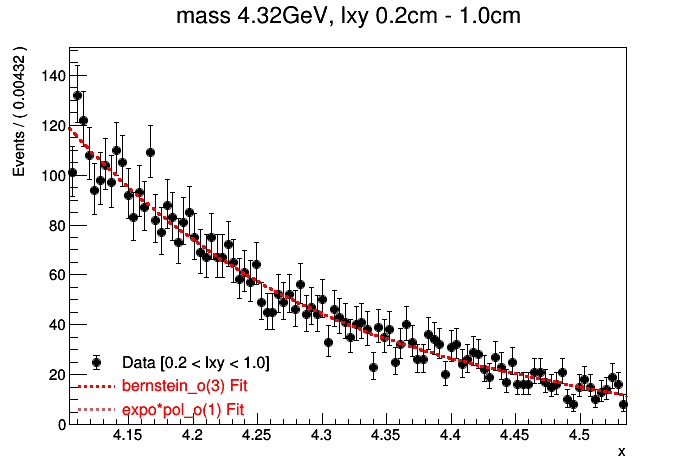 mass 4.32GeV, lxy 0.2cm - 1.0cm
Events / ( 0.00432 )
140
120
100
80
60
40
20
0
Data [0.2 < lxy < 1.0]
bernstein_o(3) Fit
expo*pol_o(1) Fit
4.15 4.2 4.25 4.3 4.35 4.4 4.45 4.5
x